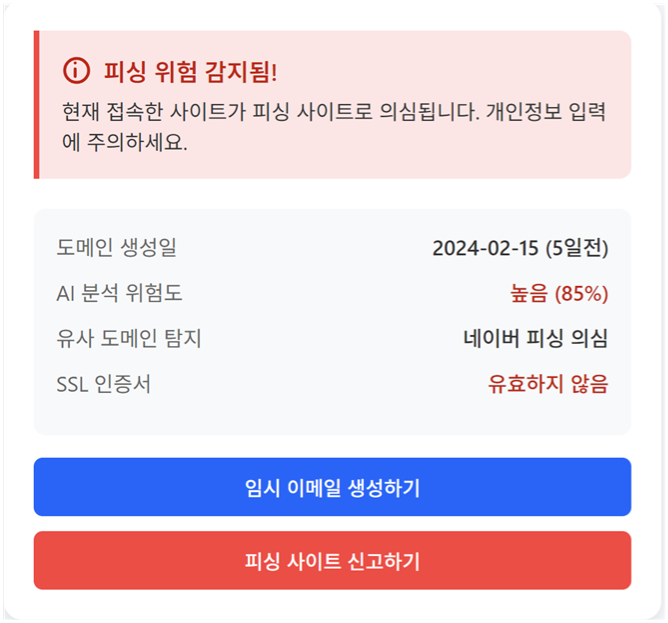 피싱 위험 감지됨!
현재 접속한 사이트가 피싱 사이트로 의심됩니다. 개인정보 입력
에 주의하세요.
도메인 생성일 2024-02-15 (5일전)
AI 분석 위험도 높음 (85%)
유사 도메인 탐지 네이버 피싱 의심
SSL 인증서 유효하지 않음
임시 이메일 생성하기
피싱 사이트 신고하기